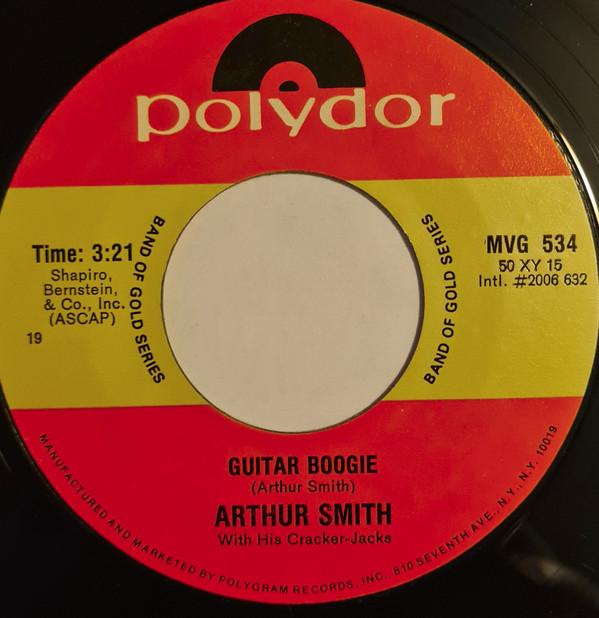 polydor
Time: 3:21
Shapiro,
Bernstein,
& Co., Inc.
(ASCAP)
19
BAND OF GOLD SERIES
BAND OF GOLD SERIES
MVG 534
50 XY 15
Intl. #2006 632
GUITAR BOOGIE
(Arthur Smith)
ARTHUR SMITH
With His Cracker-Jacks
MANUFACTURED AND MARKETED BY POLYGRAM RECORDS, INC., 810 SEVENTH AVE., N.Y., N.Y. 10019